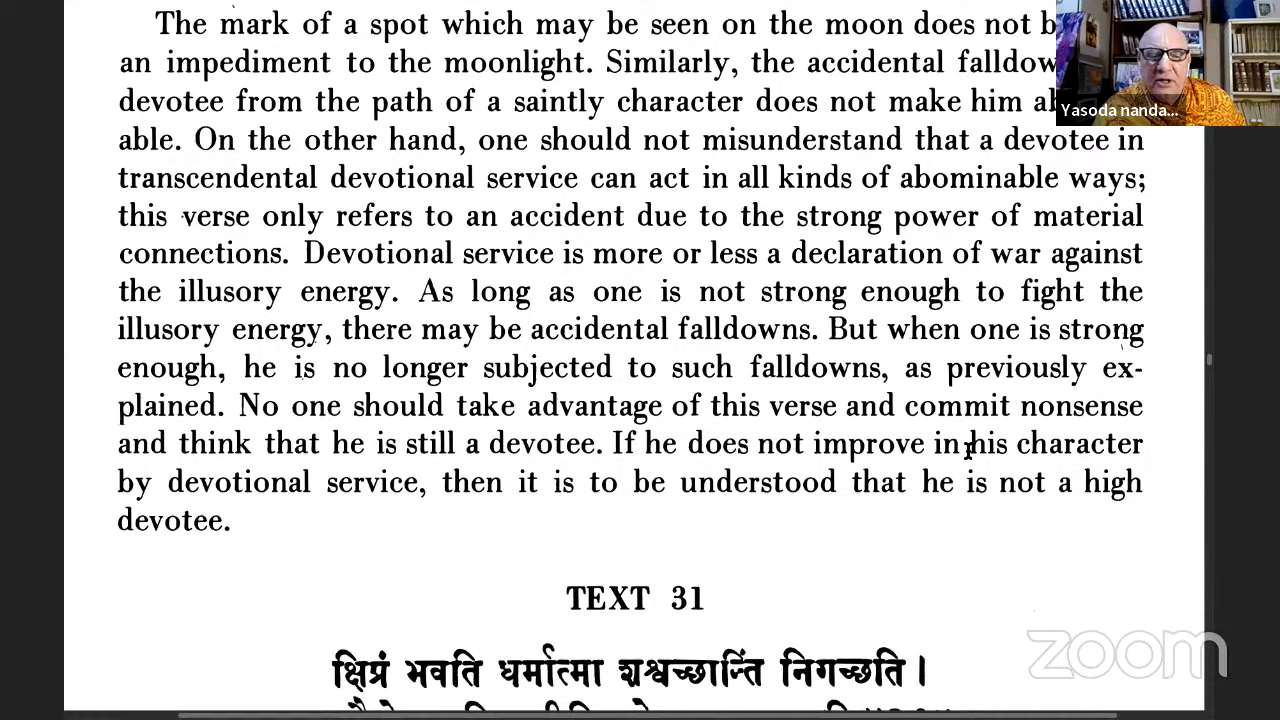 The mark of a spot which may be seen on the moon does not
an impediment to the moonlight. Similarly, the accidental
devotee from the path of a saintly character does not make him
able. On the other hand, one should not misunderstand that a devotee in
transcendental devotional service can act in all kinds of abominable ways;
this verse only refers to an accident due to the strong power of material
connections. Devotional service is more or less a declaration of war against
the illusory energy. As long as one is not strong enough to fight the
illusory energy, there may be accidental falldowns. But when one is strong
enough, he is no longer subjected to such falldowns, as previously ex-
plained. No one should take advantage of this verse and commit nonsense
and think that he is still a devotee. If he does not improve in his character
by devotional service, then it is to be understood that he is not a high
devotee.
TEXT 31
क्षिप्रं भवति धर्मात्मा शश्वच्छान्तिं निगच्छति।
Yasoda nanda...
zoom